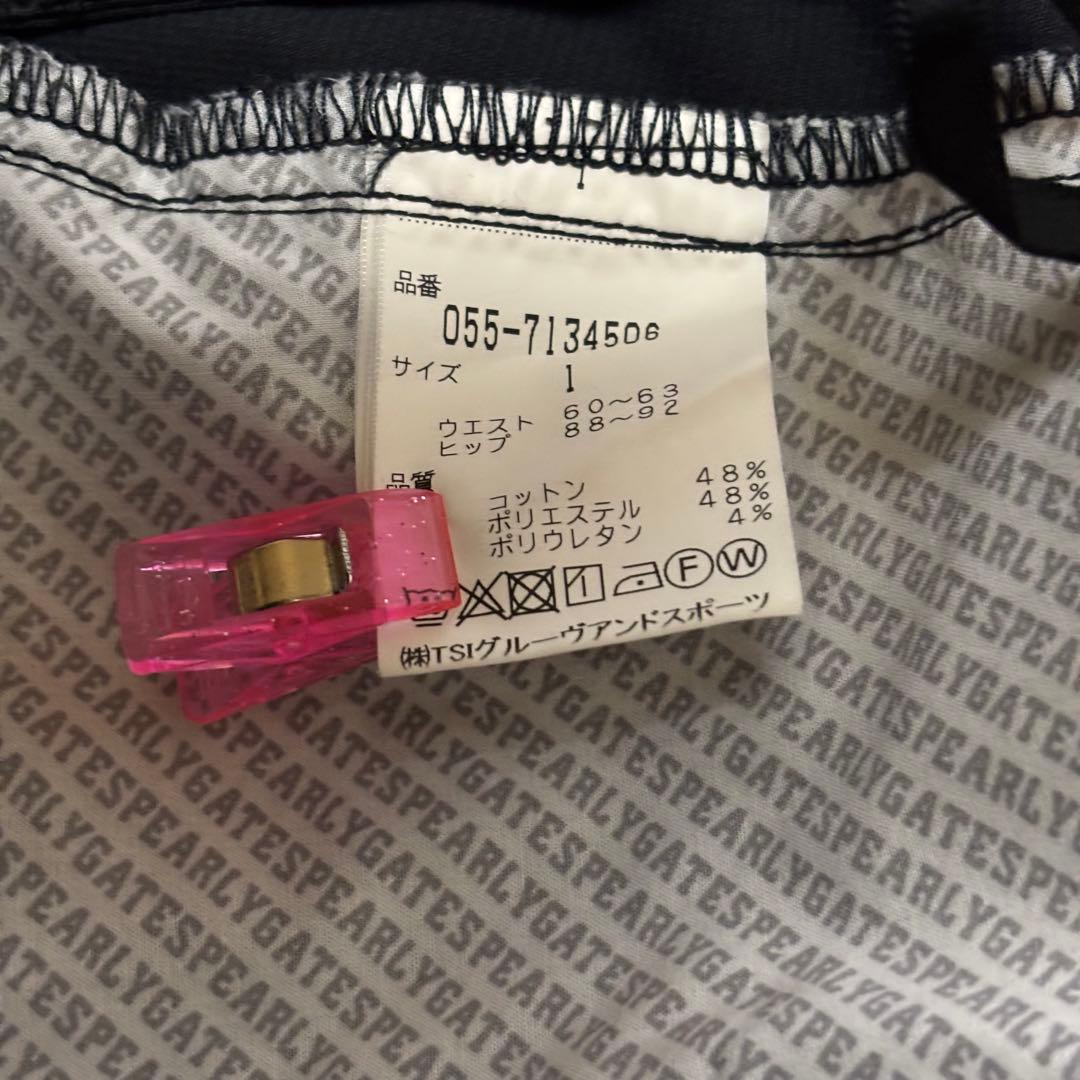 品番
055-7134506
サイズ 1
ウエスト 60〜63
ヒップ 88〜92
品質
コットン 48%
ポリエステル 48%
ポリウレタン 4%
F W
(株)TSIグルーヴアンドスポーツ
PEARLYGATESPEARLYGATESPEARLYGATES